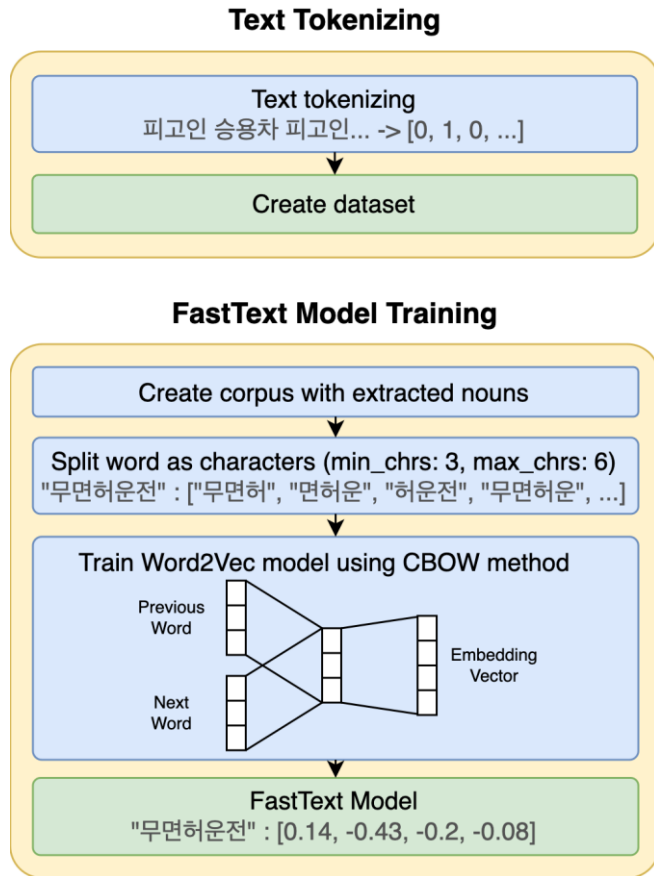 Text Tokenizing
Text tokenizing
피고인 승용차 피고인... -> [0, 1, 0, ...]
Create dataset
FastText Model Training
Create corpus with extracted nouns
Split word as characters (min_chrs: 3, max_chrs: 6)
"무면허운전" : ["무면허", "면허운", "허운전", "무면허운", ...]
Train Word2Vec model using CBOW method
Previous
Word
Next
Word
Embedding
Vector
FastText Model
"무면허운전" : [0.14, -0.43, -0.2, -0.08]